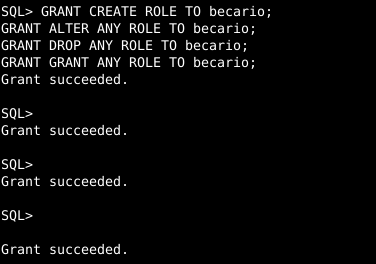 SQL> GRANT CREATE ROLE TO becario;
GRANT ALTER ANY ROLE TO becario;
GRANT DROP ANY ROLE TO becario;
GRANT GRANT ANY ROLE TO becario;
Grant succeeded.
SQL>
Grant succeeded.
SQL>
Grant succeeded.
SQL>
Grant succeeded.